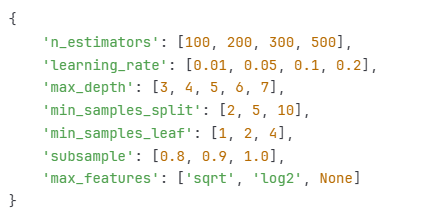 {
    'n_estimators': [100, 200, 300, 500],
    'learning_rate': [0.01, 0.05, 0.1, 0.2],
    'max_depth': [3, 4, 5, 6, 7],
    'min_samples_split': [2, 5, 10],
    'min_samples_leaf': [1, 2, 4],
    'subsample': [0.8, 0.9, 1.0],
    'max_features': ['sqrt', 'log2', None]
}